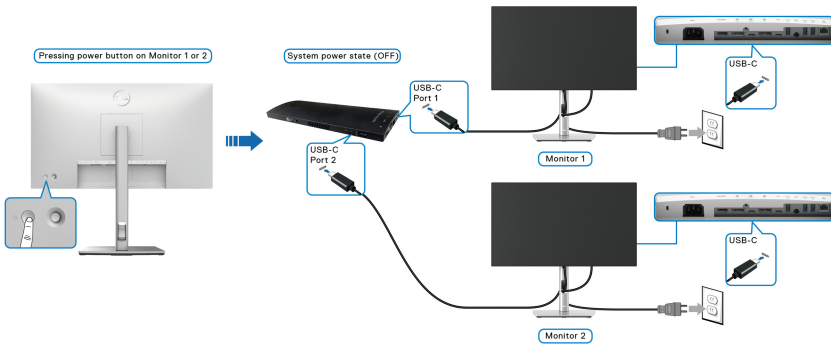 Pressing power button on Monitor 1 or 2
System power state (OFF)
USB-C
Port 1
USB-C
Port 2
USB-C
Monitor 1
USB-C
Monitor 2